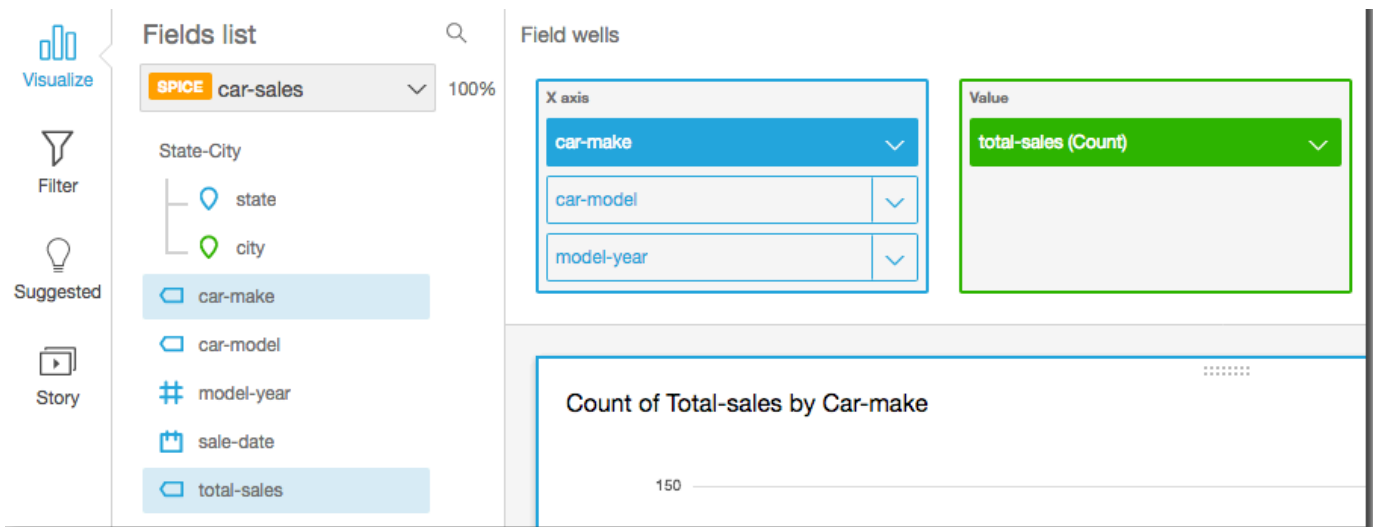 Visualize
Filter
Suggested
Story
Fields list
SPICE car-sales
100%
State-City
state
city
car-make
car-model
model-year
sale-date
total-sales
Field wells
X axis
car-make
car-model
model-year
Value
total-sales (Count)
Count of Total-sales by Car-make
150